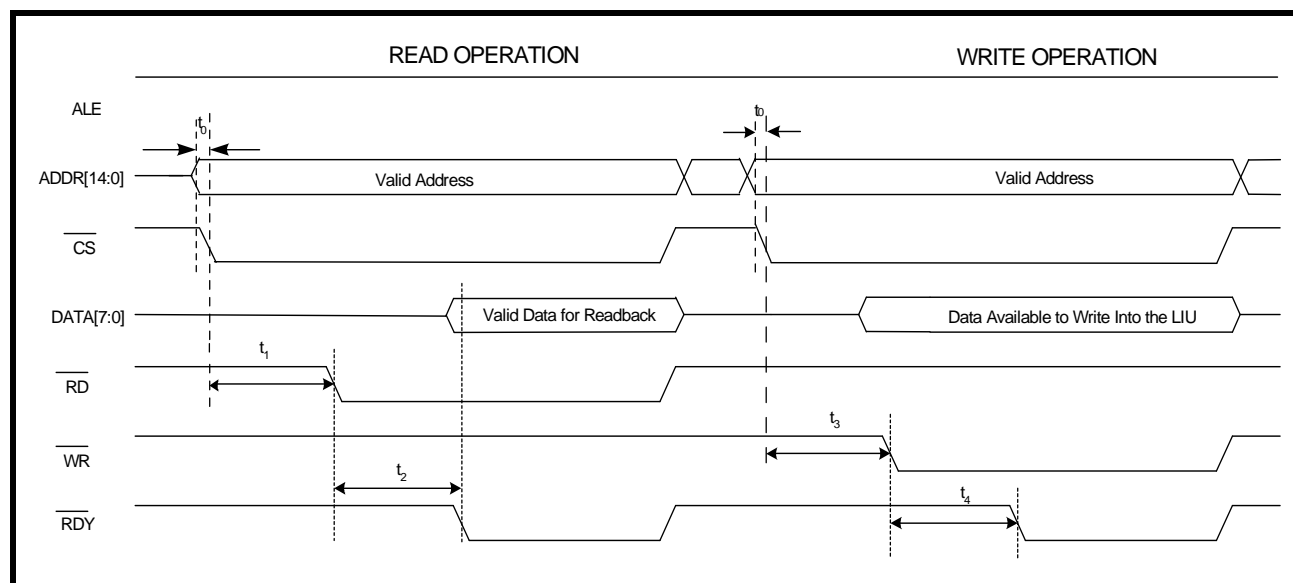 READ OPERATION WRITE OPERATION
ALE
t0 t0
ADDR[14:0] Valid Address Valid Address
CS
DATA[7:0] Valid Data for Readback Data Available to Write Into the LIU
t1
RD
t3
WR
t2 t4
RDY